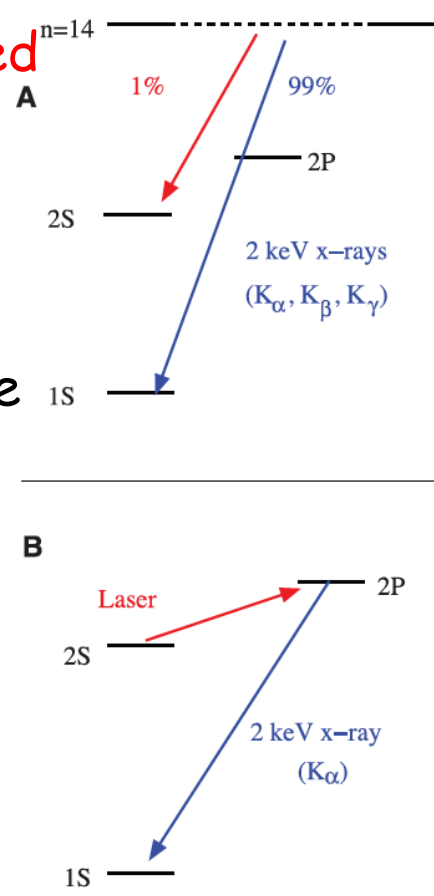 n=14
ed
A
1%
99%
2P
2S
2 keV x–rays
(Kα, Kβ, Kγ)
e
1S
B
Laser
2P
2S
2 keV x–ray
(Kα)
1S